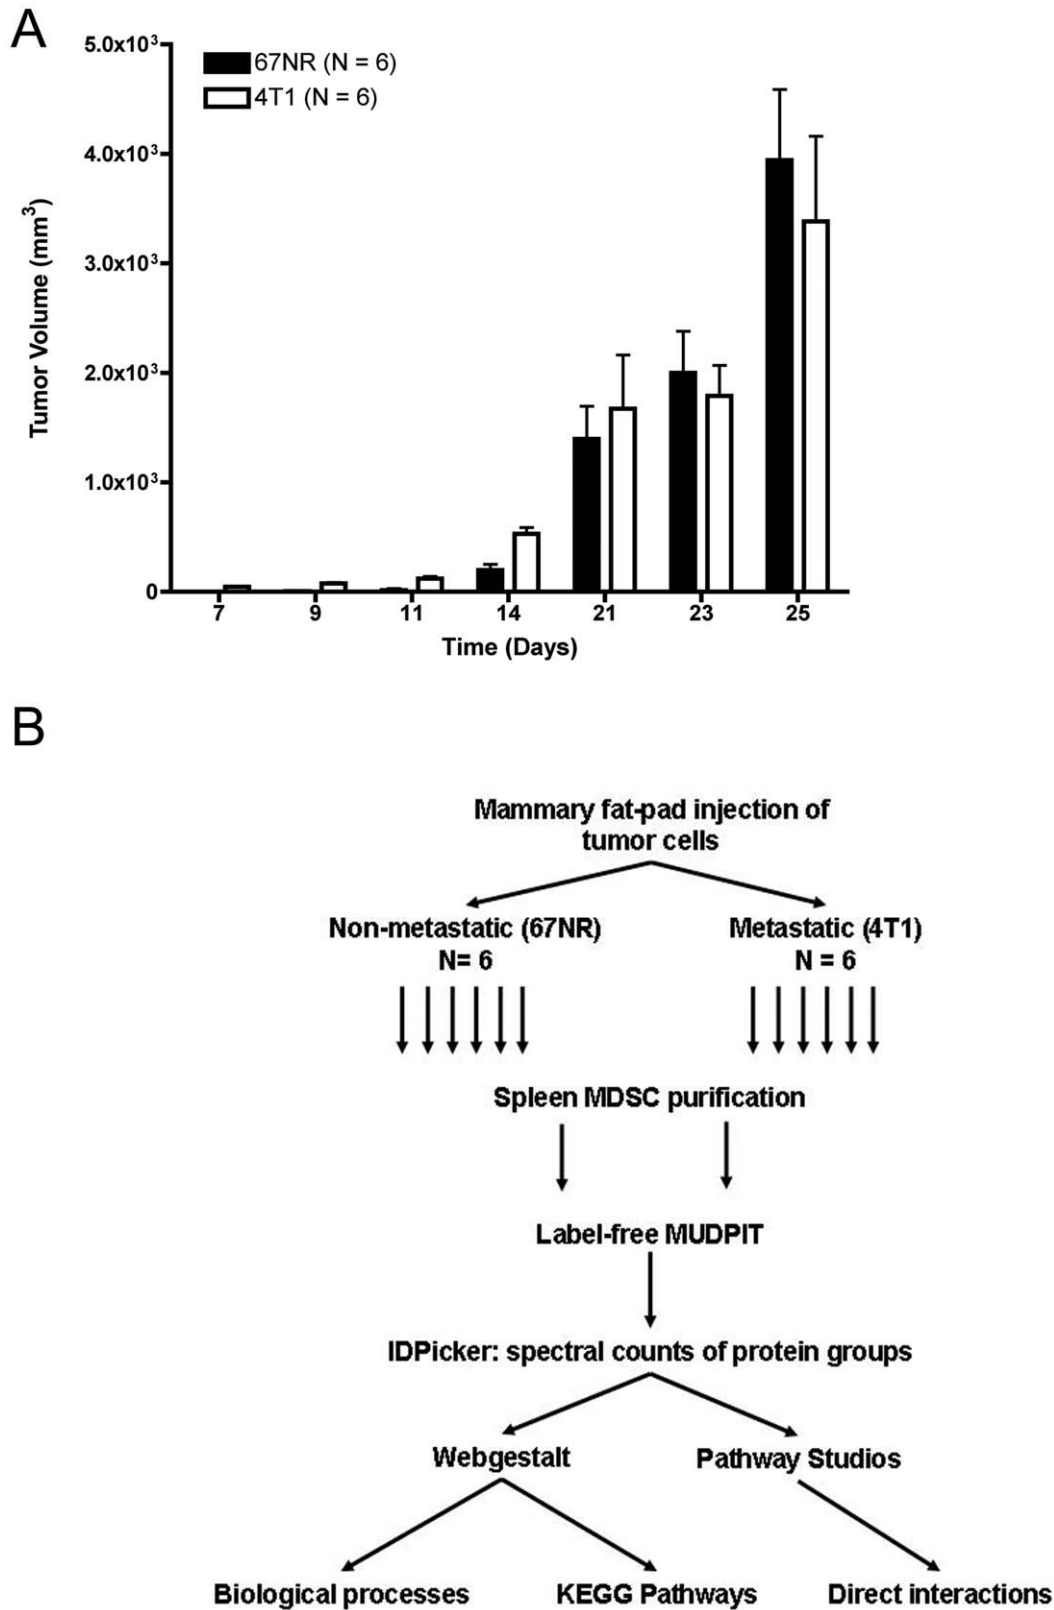 A
5.0x10³
67NR (N = 6)
4T1 (N = 6)
4.0x10³
3.0x10³
2.0x10³
1.0x10³
0
Tumor Volume (mm³)
7 9 11 14 21 23 25
Time (Days)
B
Mammary fat-pad injection of
tumor cells
Non-metastatic (67NR) Metastatic (4T1)
N= 6 N = 6
Spleen MDSC purification
Label-free MUDPIT
IDPicker: spectral counts of protein groups
Webgestalt Pathway Studios
Biological processes KEGG Pathways Direct interactions